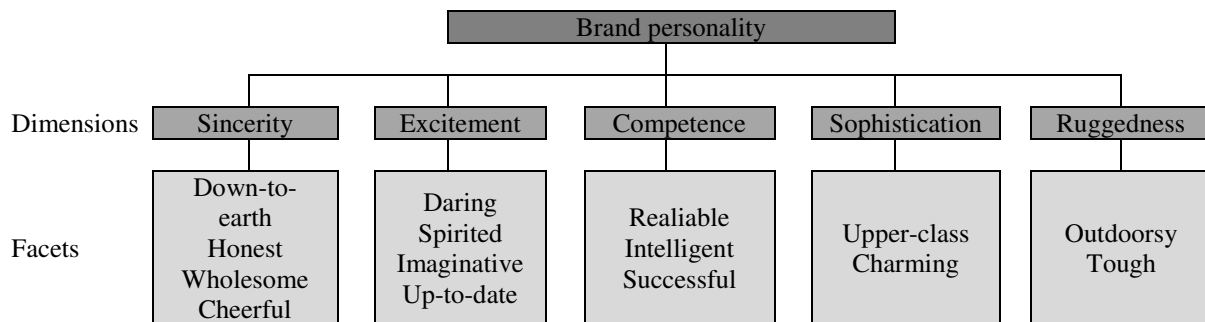 Brand personality
Dimensions
Sincerity
Excitement
Competence
Sophistication
Ruggedness
Facets
Down-to-
earth
Honest
Wholesome
Cheerful
Daring
Spirited
Imaginative
Up-to-date
Realiable
Intelligent
Successful
Upper-class
Charming
Outdoorsy
Tough